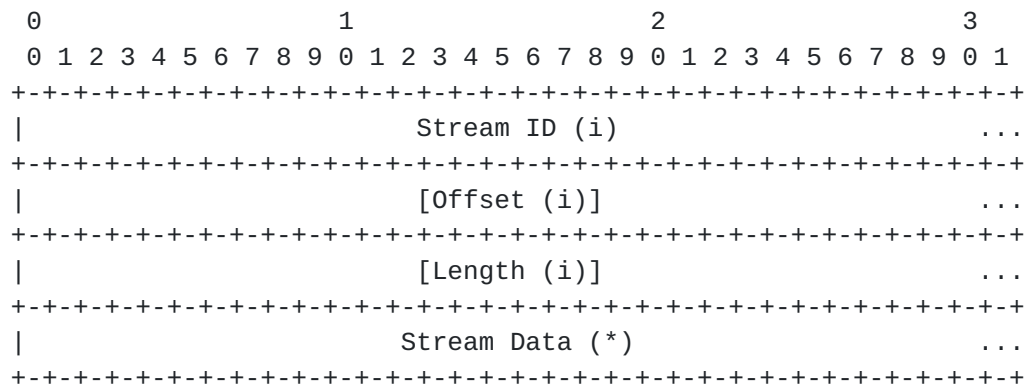 0                   1                   2                   3
 0 1 2 3 4 5 6 7 8 9 0 1 2 3 4 5 6 7 8 9 0 1 2 3 4 5 6 7 8 9 0 1
+-+-+-+-+-+-+-+-+-+-+-+-+-+-+-+-+-+-+-+-+-+-+-+-+-+-+-+-+-+-+-+-+
|                         Stream ID (i)                       ...
+-+-+-+-+-+-+-+-+-+-+-+-+-+-+-+-+-+-+-+-+-+-+-+-+-+-+-+-+-+-+-+-+
|                         [Offset (i)]                        ...
+-+-+-+-+-+-+-+-+-+-+-+-+-+-+-+-+-+-+-+-+-+-+-+-+-+-+-+-+-+-+-+-+
|                         [Length (i)]                        ...
+-+-+-+-+-+-+-+-+-+-+-+-+-+-+-+-+-+-+-+-+-+-+-+-+-+-+-+-+-+-+-+-+
|                        Stream Data (*)                      ...
+-+-+-+-+-+-+-+-+-+-+-+-+-+-+-+-+-+-+-+-+-+-+-+-+-+-+-+-+-+-+-+-+